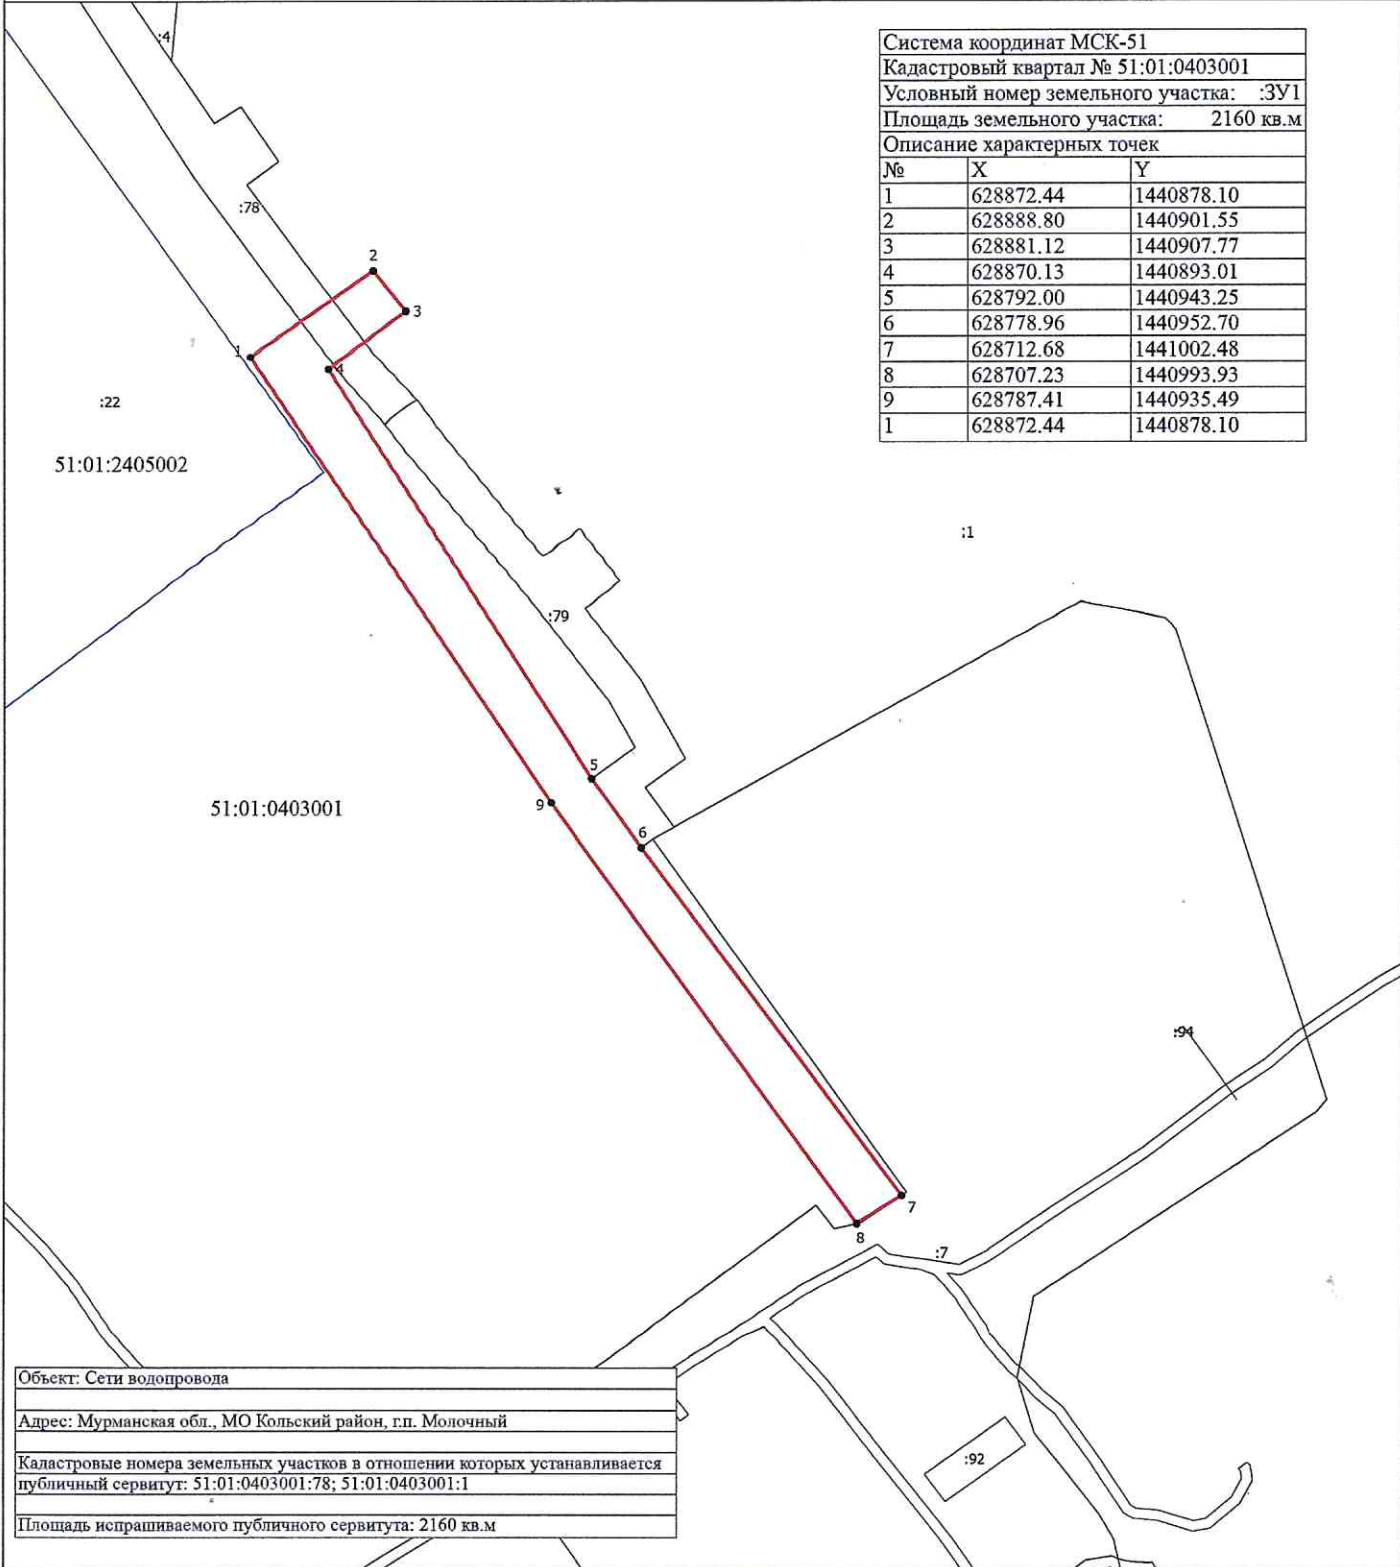 :4
Система координат МСК-51
Кадастровый квартал № 51:01:0403001
Условный номер земельного участка: :ЗУ1
Площадь земельного участка: 2160 кв.м
Описание характерных точек
№ X Y
1 628872.44 1440878.10
2 628888.80 1440901.55
3 628881.12 1440907.77
4 628870.13 1440893.01
5 628792.00 1440943.25
6 628778.96 1440952.70
7 628712.68 1441002.48
8 628707.23 1440993.93
9 628787.41 1440935.49
1 628872.44 1440878.10
:78
2
3
1
4
:22
51:01:2405002
:1
:79
5
9
51:01:0403001
6
:94
7
8
:7
Объект: Сети водопровода
Адрес: Мурманская обл., МО Кольский район, г.п. Молочный
Каластровые номера земельных участков в отношении которых устанавливается
публичный сервитут: 51:01:0403001:78; 51:01:0403001:1
Площадь испрашиваемого публичного сервитута: 2160 кв.м
:92